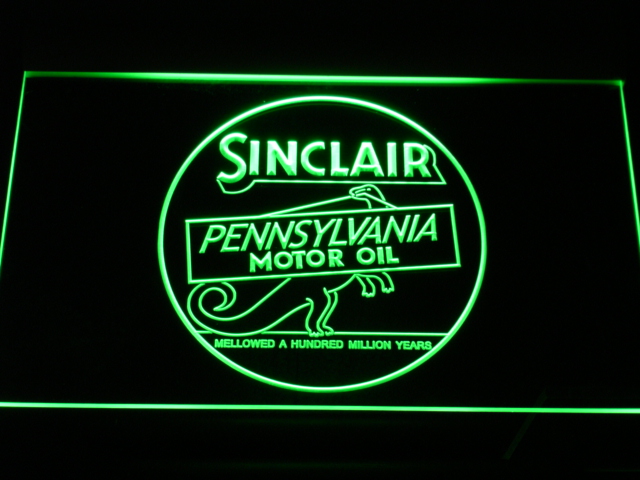 SINCLAIR
PENNSYLVANIA
MOTOR OIL
MELLOWED A HUNDRED MILLION YEARS